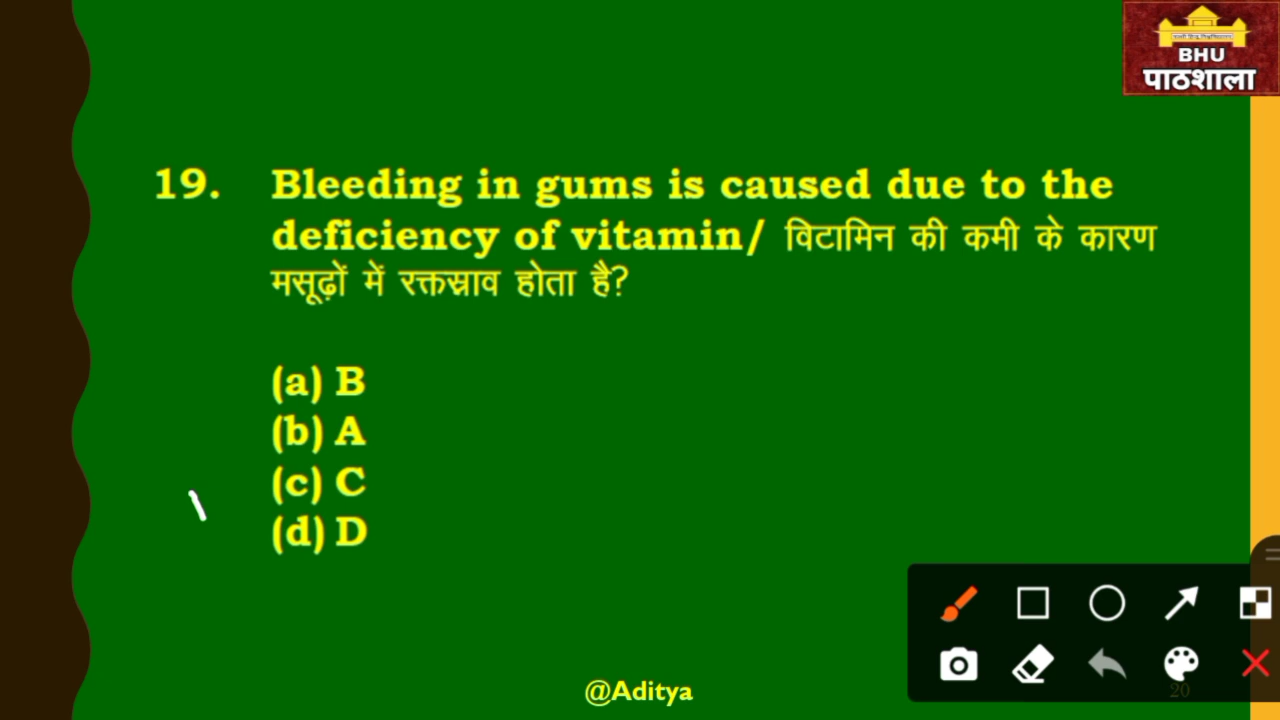 BHU
पाठशाला
19. Bleeding in gums is caused due to the
deficiency of vitamin/ विटामिन की कमी के कारण
मसूढ़ों में रक्तस्राव होता है?
(a) B
(b) A
(c) C
(d) D
@Aditya
20